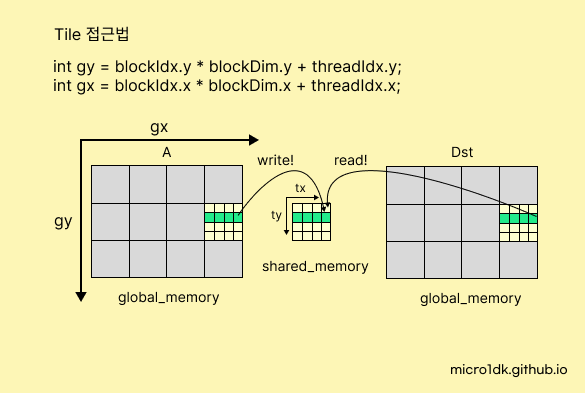 Tile 접근법
int gy = blockIdx.y * blockDim.y + threadIdx.y;
int gx = blockIdx.x * blockDim.x + threadIdx.x;
gx
A
write!
read!
Dst
tx
ty
gy
shared_memory
global_memory
global_memory
micro1dk.github.io